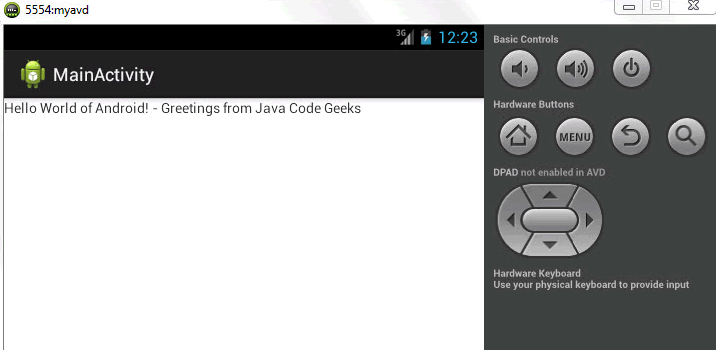 5554:myavd
3G 12:23
MainActivity
Hello World of Android! - Greetings from Java Code Geeks
Basic Controls
Hardware Buttons
MENU
DPAD not enabled in AVD
Hardware Keyboard
Use your physical keyboard to provide input